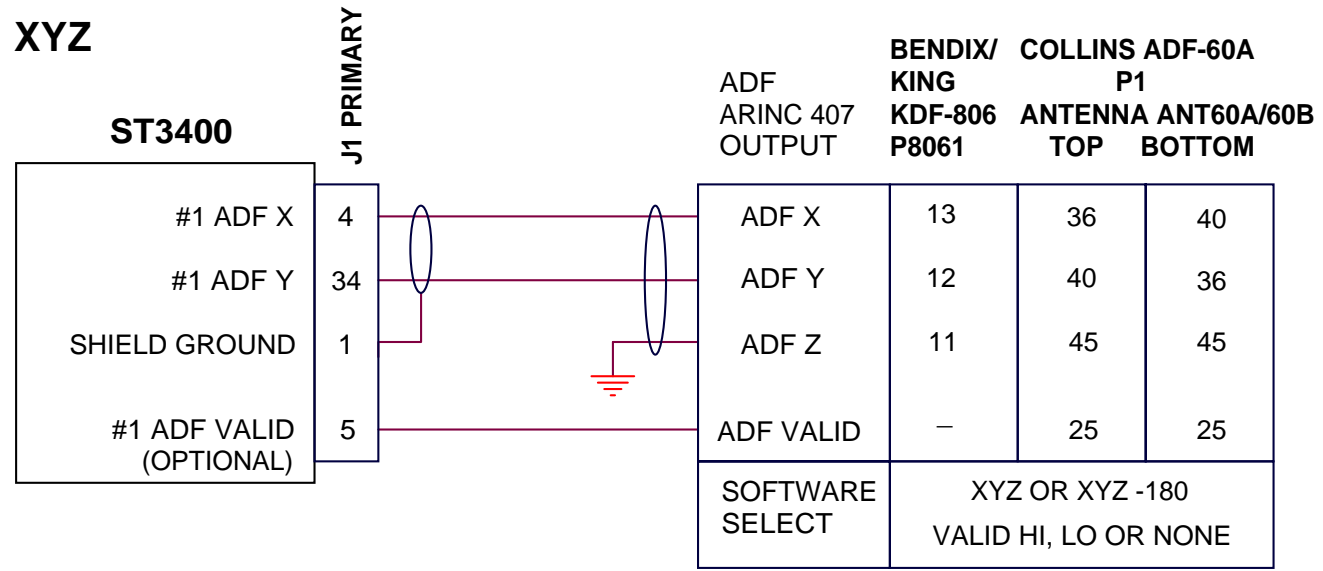 XYZ
ST3400
J1 PRIMARY
ADF
ARINC 407
OUTPUT
BENDIX/
KING
KDF-806
P8061
COLLINS ADF-60A
P1
ANTENNA ANT60A/60B
TOP BOTTOM
#1 ADF X 4 ADF X 13 36 40
#1 ADF Y 34 ADF Y 12 40 36
SHIELD GROUND 1 ADF Z 11 45 45
#1 ADF VALID 5 ADF VALID – 25 25
(OPTIONAL)
SOFTWARE
SELECT
XYZ OR XYZ -180
VALID HI, LO OR NONE